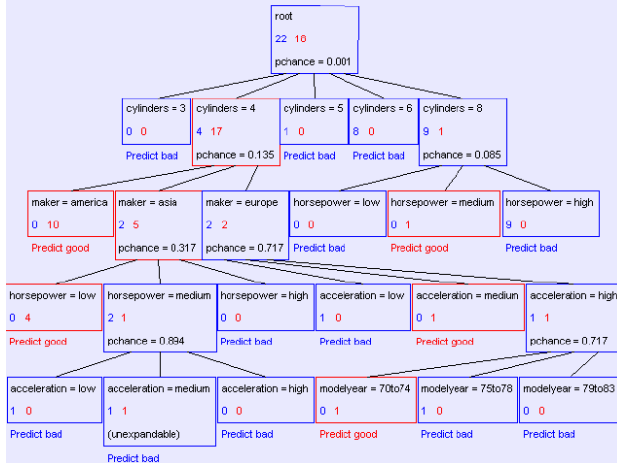 root
22 18
pchance = 0.001
cylinders = 3
0 0
Predict bad
cylinders = 4
4 17
pchance = 0.135
cylinders = 5
1 0
Predict bad
cylinders = 6
8 0
Predict bad
cylinders = 8
9 1
pchance = 0.085
maker = america
0 10
Predict good
maker = asia
2 5
pchance = 0.317
maker = europe
2 2
pchance = 0.717
horsepower = low
0 0
Predict bad
horsepower = medium
0 1
Predict good
horsepower = high
9 0
Predict bad
horsepower = low
0 4
Predict good
horsepower = medium
2 1
pchance = 0.894
horsepower = high
0 0
Predict bad
acceleration = low
1 0
Predict bad
acceleration = medium
0 1
Predict good
acceleration = high
1 1
pchance = 0.717
acceleration = low
1 0
Predict bad
acceleration = medium
1 1
(unexpandable)
Predict bad
acceleration = high
0 0
Predict bad
modelyear = 70to74
0 1
Predict good
modelyear = 75to78
1 0
Predict bad
modelyear = 79to83
0 0
Predict bad